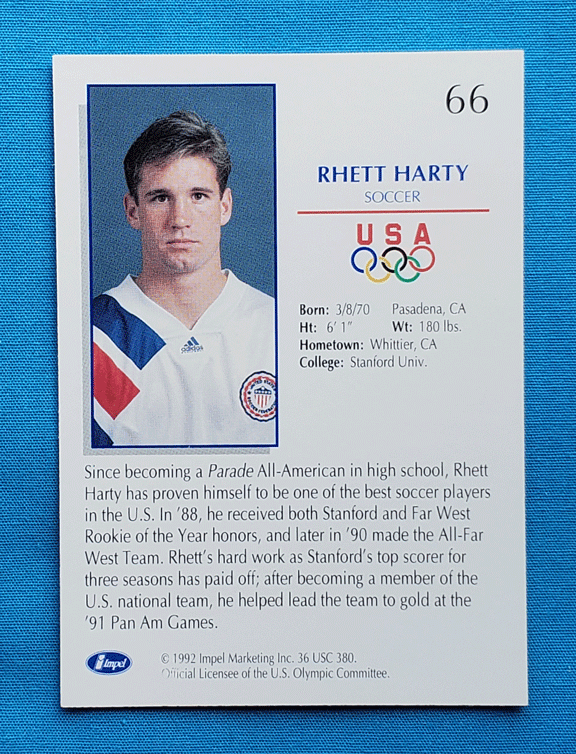 66
RHETT HARTY
SOCCER
USA
Born: 3/8/70 Pasadena, CA
Ht: 6' 1" Wt: 180 lbs.
Hometown: Whittier, CA
College: Stanford Univ.
adidas
Since becoming a Parade All-American in high school, Rhett
Harty has proven himself to be one of the best soccer players
in the U.S. In '88, he received both Stanford and Far West
Rookie of the Year honors, and later in '90 made the All-Far
West Team. Rhett's hard work as Stanford's top scorer for
three seasons has paid off; after becoming a member of the
U.S. national team, he helped lead the team to gold at the
'91 Pan Am Games.
Impel
© 1992 Impel Marketing Inc. 36 USC 380.
Official Licensee of the U.S. Olympic Committee.